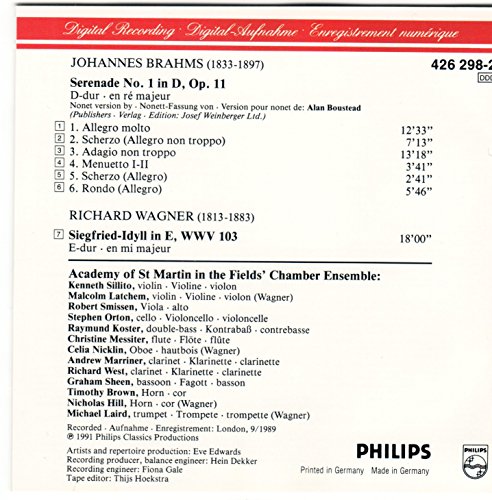 Digital Recording · Digital-Aufnahme · Enregistrement numérique
JOHANNES BRAHMS (1833-1897) 426 298-2
DDD
Serenade No. 1 in D, Op. 11
D-dur · en ré majeur
Nonet version by · Nonett-Fassung von · Version pour nonet de: Alan Boustead
(Publishers · Verlag · Edition: Josef Weinberger Ltd.)
1 1. Allegro molto 12'33"
2 2. Scherzo (Allegro non troppo) 7'13"
3 3. Adagio non troppo 13'18"
4 4. Menuetto I-II 3'41"
5 5. Scherzo (Allegro) 2'41"
6 6. Rondo (Allegro) 5'46"
RICHARD WAGNER (1813-1883)
7 Siegfried-Idyll in E, WWV 103 18'00"
E-dur · en mi majeur
Academy of St Martin in the Fields' Chamber Ensemble:
Kenneth Sillito, violin · Violine · violon
Malcolm Latchem, violin · Violine · violon (Wagner)
Robert Smissen, Viola · alto
Stephen Orton, cello · Violoncello · violoncelle
Raymund Koster, double-bass · Kontrabaß · contrebasse
Christine Messiter, flute · Flöte · flûte
Celia Nicklin, Oboe · hautbois (Wagner)
Andrew Marriner, clarinet · Klarinette · clarinette
Richard West, clarinet · Klarinette · clarinette
Graham Sheen, bassoon · Fagott · basson
Timothy Brown, Horn · cor
Nicholas Hill, Horn · cor (Wagner)
Michael Laird, trumpet · Trompete · trompette (Wagner)
Recorded · Aufnahme · Enregistrement: London, 9/1989
℗ 1991 Philips Classics Productions
Artists and repertoire production: Eve Edwards
Recording producer, balance engineer: Hein Dekker
Recording engineer: Fiona Gale
Tape editor: Thijs Hoekstra
PHILIPS
Printed in Germany Made in Germany
PHILIPS